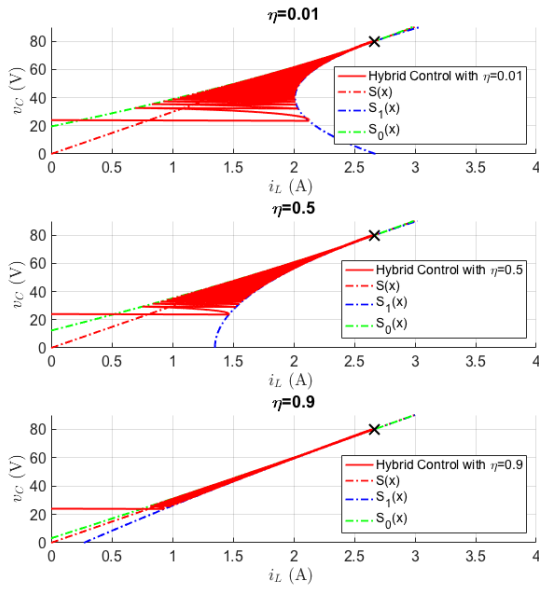 η=0.01
v_C (V)
80
60
40
20
0
Hybrid Control with η=0.01
S(x)
S_1(x)
S_0(x)
0 0.5 1 1.5 2 2.5 3 3.5 4
i_L (A)
η=0.5
v_C (V)
80
60
40
20
0
Hybrid Control with η=0.5
S(x)
S_1(x)
S_0(x)
0 0.5 1 1.5 2 2.5 3 3.5 4
i_L (A)
η=0.9
v_C (V)
80
60
40
20
0
Hybrid Control with η=0.9
S(x)
S_1(x)
S_0(x)
0 0.5 1 1.5 2 2.5 3 3.5 4
i_L (A)